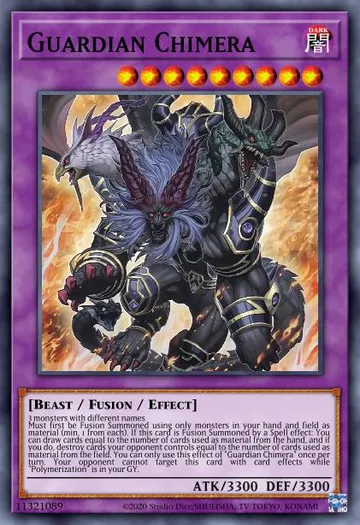 Guardian Chimera
DARK
闇
[Beast / Fusion / Effect]
3 monsters with different names
Must first be Fusion Summoned using only monsters in your hand and field as
material (min. 1 from each). If this card is Fusion Summoned by a Spell effect: You
can draw cards equal to the number of cards used as material from the hand, and if
you do, destroy cards your opponent controls equal to the number of cards used as
material from the field. You can only use this effect of "Guardian Chimera" once per
turn. Your opponent cannot target this card with card effects while
"Polymerization" is in your GY.
ATK/3300 DEF/3300
11321089
©2020 Studio Dice/SHUEISHA, TV TOKYO, KONAMI